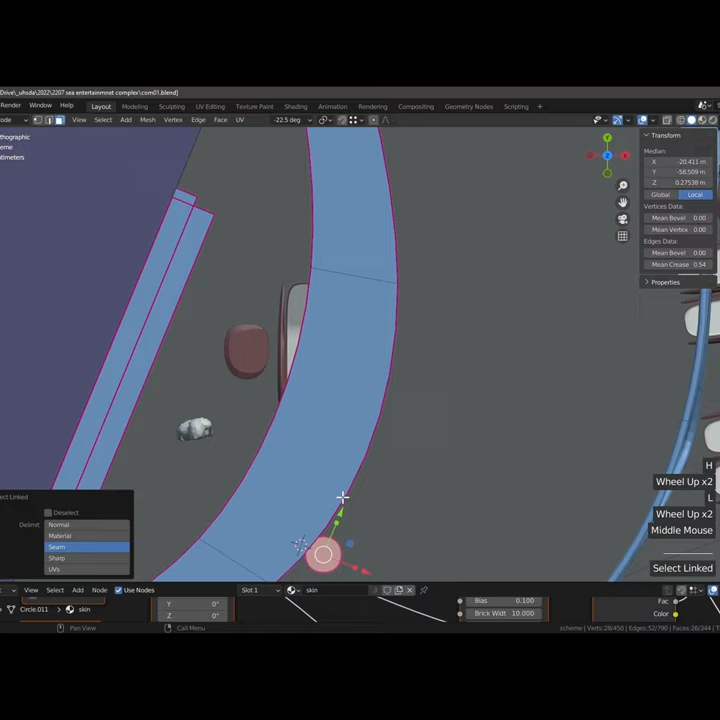 Drive\_uhsda\2022\2207 sea entertainmnet complex\com01.blend]
Render Window Help Layout Modeling Sculpting UV Editing Texture Paint Shading Animation Rendering Compositing Geometry Nodes Scripting +
Select Add Mesh Vertex Edge Face UV -22.5 deg
Transform
Median:
X -20.411 m
Y -58.509 m
Z 0.27538 m
Global Local
Vertices Data:
Mean Bevel 0.00
Mean Vertex 0.00
Edges Data:
Mean Bevel 0.00
Mean Crease 0.54
Properties
Y
Z X
H
Wheel Up x2
L
Wheel Up x2
Middle Mouse
Select Linked
Deselect
Delimit Normal
Material
Seam
Sharp
UVs
View Select Add Node Use Nodes Slot 1 skin
Circle.011 skin
Y 0°
Z 0°
Bias 0.100
Brick Widt 10.000
Fac
Color
Pan View Call Menu
scheme | Verts:28/450 | Edges:52/790 | Faces:26/344